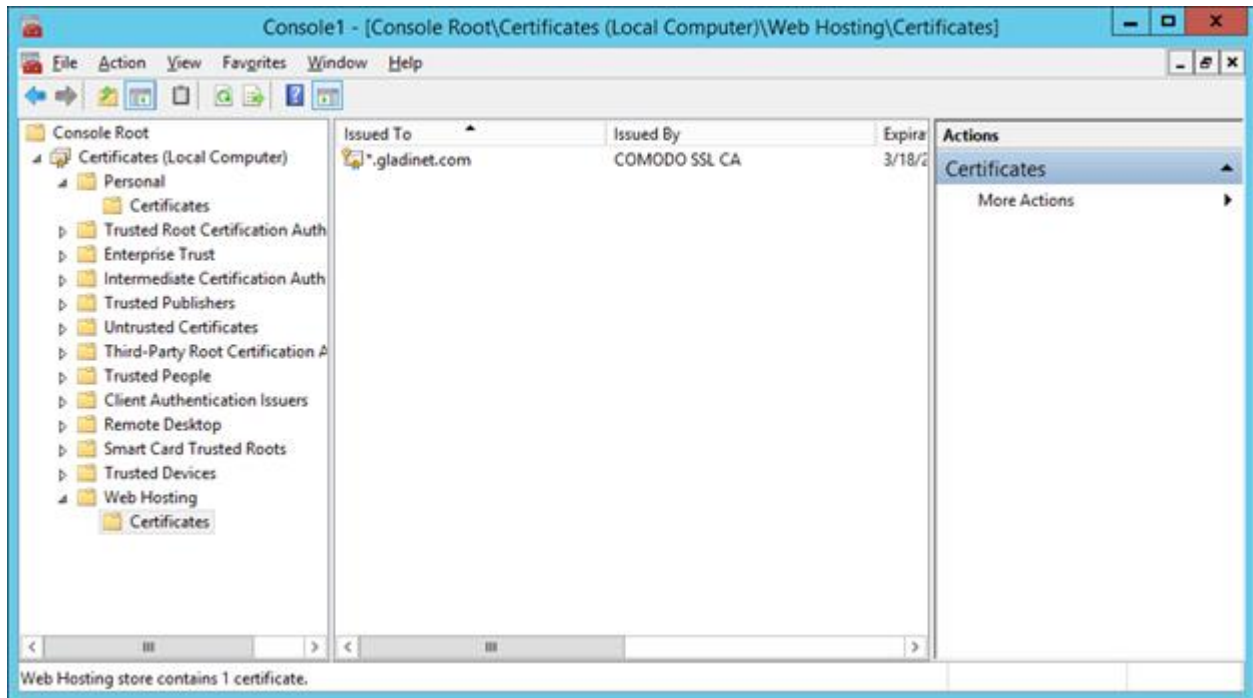 Console1 - [Console Root\Certificates (Local Computer)\Web Hosting\Certificates]
File Action View Favorites Window Help
Console Root
Certificates (Local Computer)
Personal
Certificates
Trusted Root Certification Auth
Enterprise Trust
Intermediate Certification Auth
Trusted Publishers
Untrusted Certificates
Third-Party Root Certification A
Trusted People
Client Authentication Issuers
Remote Desktop
Smart Card Trusted Roots
Trusted Devices
Web Hosting
Certificates
Issued To Issued By Expira
*.gladinet.com COMODO SSL CA 3/18/2
Actions
Certificates
More Actions
Web Hosting store contains 1 certificate.